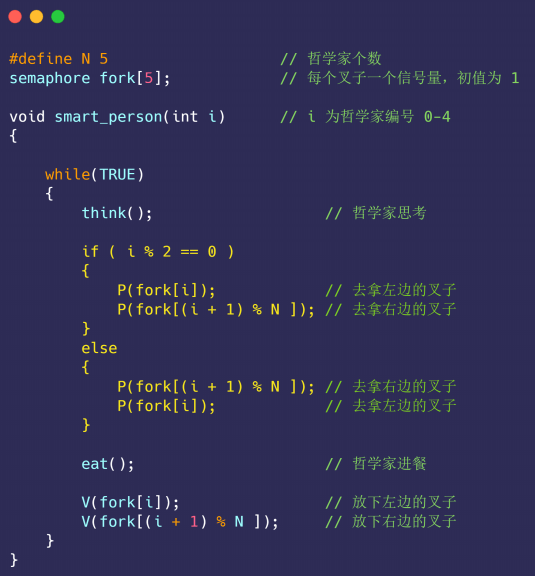 #define N 5 // 哲学家个数
semaphore fork[5]; // 每个叉子一个信号量，初值为 1
void smart_person(int i) // i 为哲学家编号 0-4
{
while(TRUE)
{
think(); // 哲学家思考
if ( i % 2 == 0 )
{
P(fork[i]); // 去拿左边的叉子
P(fork[(i + 1) % N ]); // 去拿右边的叉子
}
else
{
P(fork[(i + 1) % N ]); // 去拿右边的叉子
P(fork[i]); // 去拿左边的叉子
}
eat(); // 哲学家进餐
V(fork[i]); // 放下左边的叉子
V(fork[(i + 1) % N ]); // 放下右边的叉子
}
}